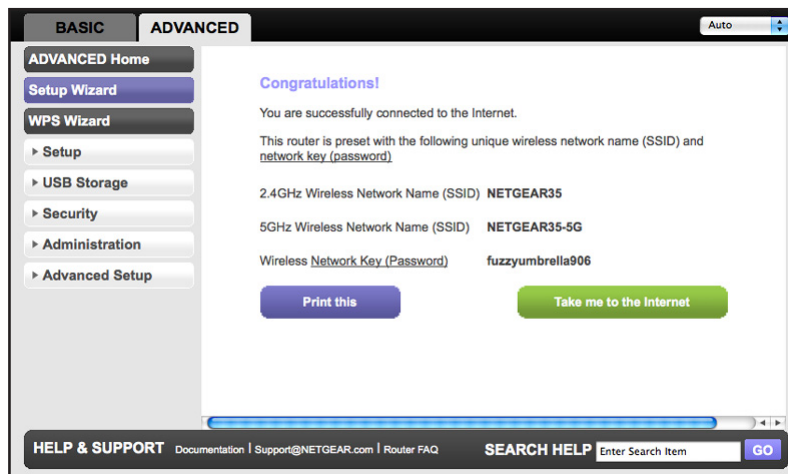 BASIC
ADVANCED
Auto
ADVANCED Home
Setup Wizard
WPS Wizard
Setup
USB Storage
Security
Administration
Advanced Setup
Congratulations!
You are successfully connected to the Internet.
This router is preset with the following unique wireless network name (SSID) and
network key (password)
2.4GHz Wireless Network Name (SSID) NETGEAR35
5GHz Wireless Network Name (SSID) NETGEAR35-5G
Wireless Network Key (Password) fuzzyumbrella906
Print this
Take me to the Internet
HELP & SUPPORT Documentation | Support@NETGEAR.com | Router FAQ
SEARCH HELP Enter Search Item GO